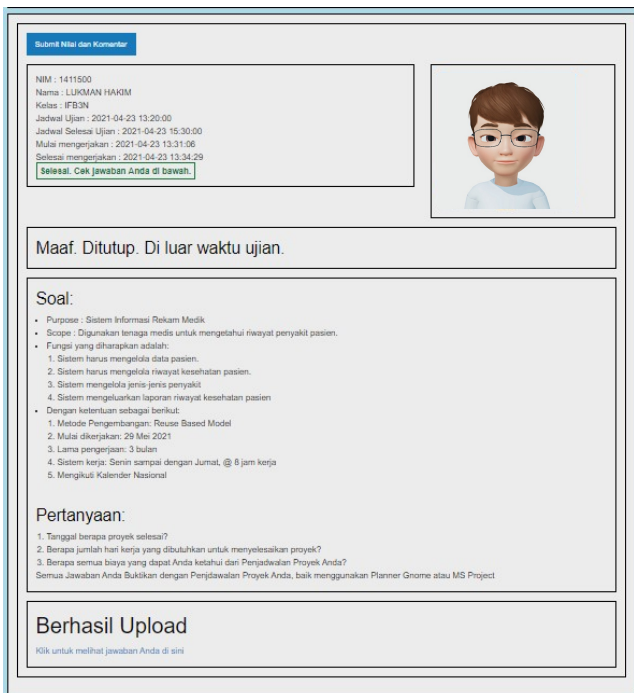 Submit Nilai dan Komentar
NIM : 1411500
Nama : LUKMAN HAKIM
Kelas : IFB3N
Jadwal Ujian : 2021-04-23 13:20:00
Jadwal Selesai Ujian : 2021-04-23 15:30:00
Mulai mengerjakan : 2021-04-23 13:31:06
Selesai mengerjakan : 2021-04-23 13:34:29
Selesai. Cek jawaban Anda di bawah.
Maaf. Ditutup. Di luar waktu ujian.
Soal:
• Purpose : Sistem Informasi Rekam Medik
• Scope : Digunakan tenaga medis untuk mengetahui riwayat penyakit pasien.
• Fungsi yang diharapkan adalah:
1. Sistem harus mengelola data pasien.
2. Sistem harus mengelola riwayat kesehatan pasien.
3. Sistem mengelola jenis-jenis penyakit
4. Sistem mengeluarkan laporan riwayat kesehatan pasien
• Dengan ketentuan sebagai berikut:
1. Metode Pengembangan: Reuse Based Model
2. Mulai dikerjakan: 29 Mei 2021
3. Lama pengerjaan: 3 bulan
4. Sistem kerja: Senin sampai dengan Jumat, @ 8 jam kerja
5. Mengikuti Kalender Nasional
Pertanyaan:
1. Tanggal berapa proyek selesai?
2. Berapa jumlah hari kerja yang dibutuhkan untuk menyelesaikan proyek?
3. Berapa semua biaya yang dapat Anda ketahui dari Penjadwalan Proyek Anda?
Semua Jawaban Anda Buktikan dengan Penjdawalan Proyek Anda, baik menggunakan Planner Gnome atau MS Project
Berhasil Upload
Klik untuk melihat jawaban Anda di sini